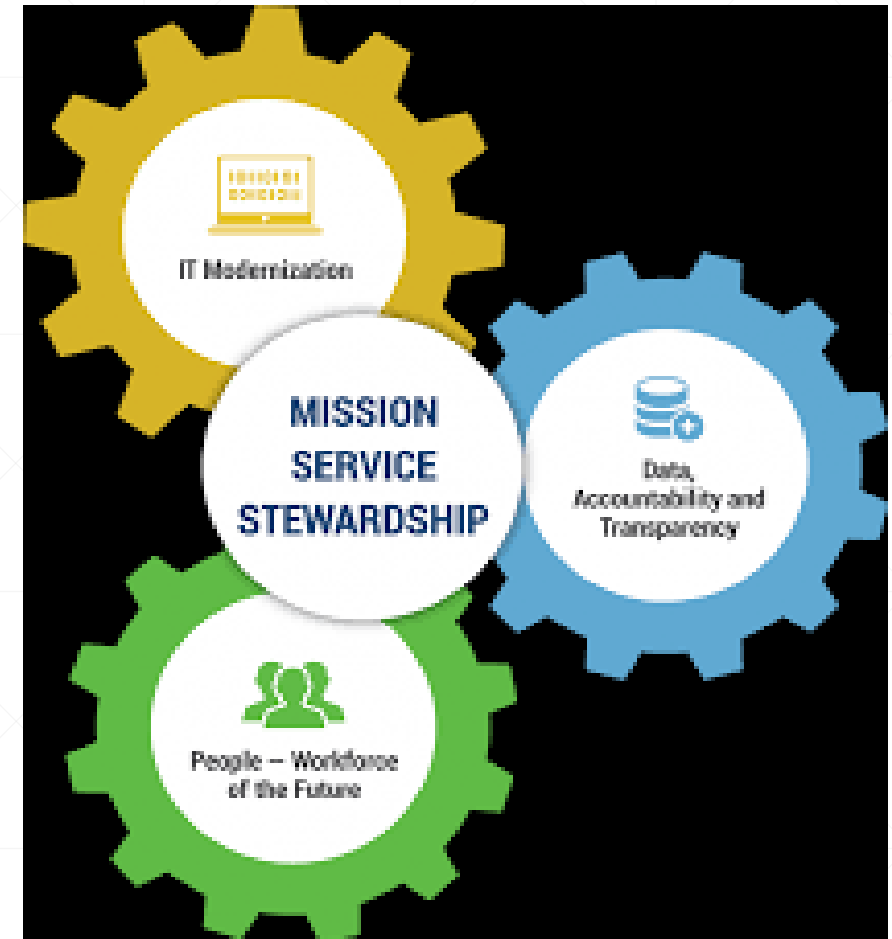 IT Modernization
MISSION
SERVICE
STEWARDSHIP
Data,
Accountability and
Transparency
People — Workforce
of the Future